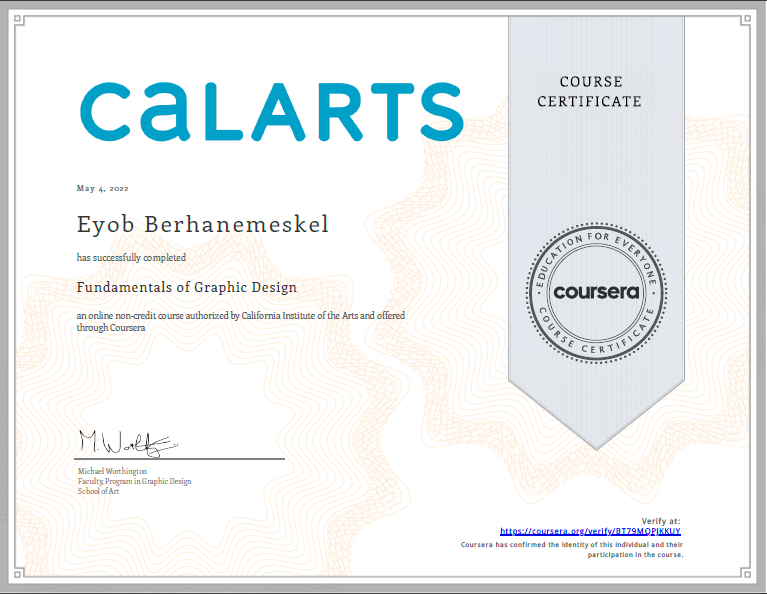 CALARTS
COURSE
CERTIFICATE
May 4, 2022
Eyob Berhanemeskel
has successfully completed
Fundamentals of Graphic Design
an online non-credit course authorized by California Institute of the Arts and offered
through Coursera
EDUCATION FOR EVERYONE
coursera
COURSE CERTIFICATE
M. Worth
Michael Worthington
Faculty, Program in Graphic Design
School of Art
Verify at:
https://coursera.org/verify/BT79MQPJKKUY
Coursera has confirmed the identity of this individual and their
participation in the course.